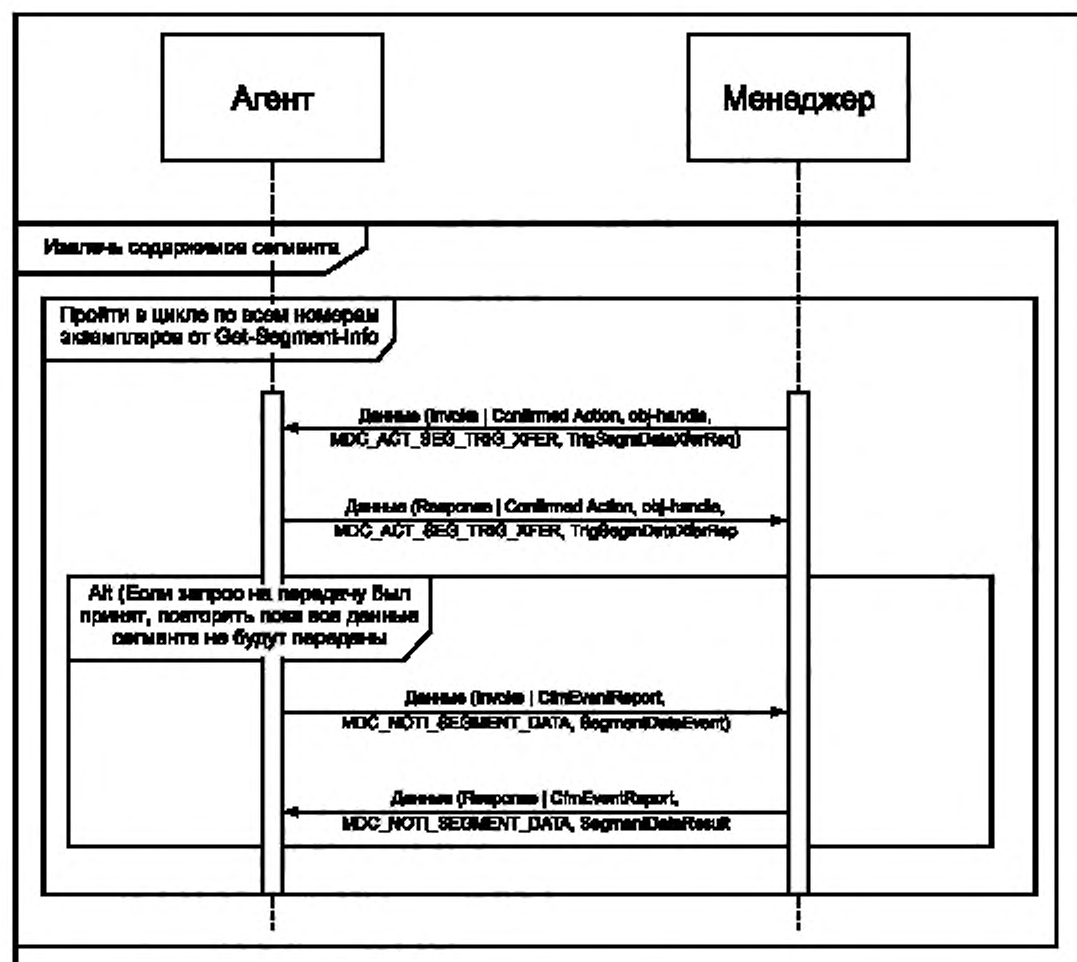 Агент
Менеджер
Извлечь содержимое сегмента
Пройти в цикле по всем номерам
экземпляров от Get-Segment-Info
Данные (Invoke | Confirmed Action, obj-handle,
MDC_ACT_SEG_TRIG_XFER, TrigSegmDataXferReq)
Данные (Response | Confirmed Action, obj-handle,
MDC_ACT_SEG_TRIG_XFER, TrigSegmDataXferRsp
Alt (Если запрос на передачу был
принят, повторять пока все данные
сегмента не будут переданы
Данные (Invoke | CfmEventReport,
MDC_NOTI_SEGMENT_DATA, SegmentDataEvent)
Данные (Response | CfmEventReport,
MDC_NOTI_SEGMENT_DATA, SegmentDataResult